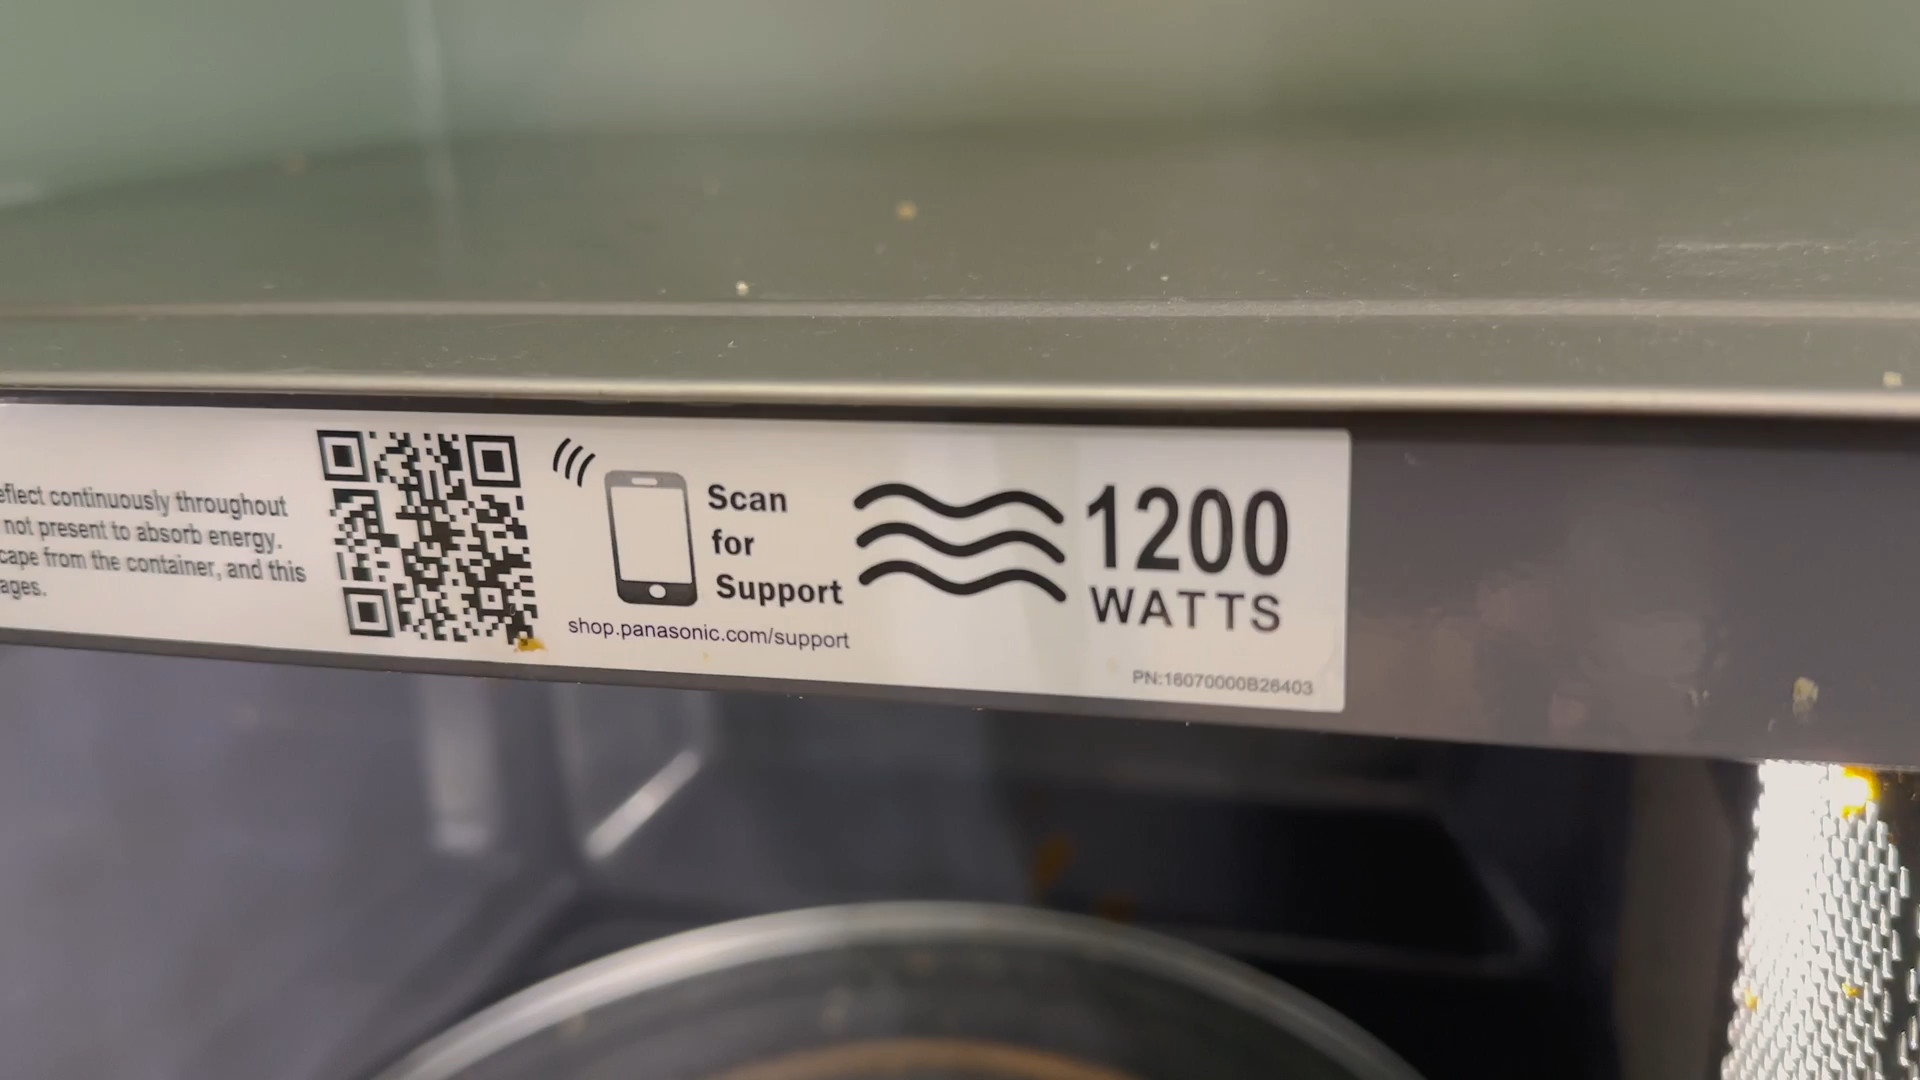 eflect continuously throughout
not present to absorb energy.
cape from the container, and this
ages.
Scan
for
Support
shop.panasonic.com/support
1200
WATTS
PN:16070000B26403